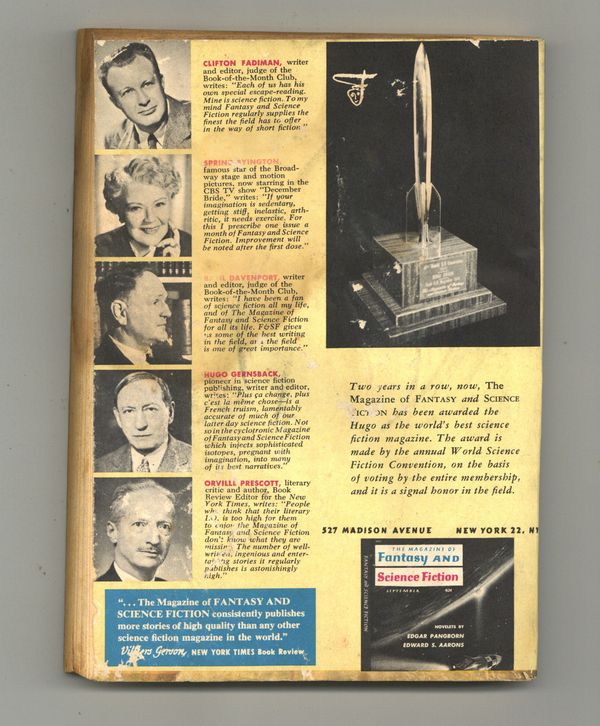 CLIFTON FADIMAN, writer
and editor, judge of the
Book-of-the-Month Club,
writes: "Each of us has his
own special escape-reading.
Mine is science fiction. To my
mind Fantasy and Science
Fiction regularly supplies the
finest the field has to offer
in the way of short fiction"
SPRING BYINGTON,
famous star of the Broad-
way stage and motion
pictures, now starring in the
CBS TV show "December
Bride," writes: "If your
imagination is sedentary,
getting stiff, inelastic, arth-
ritic, it needs exercise. For
this I prescribe one issue a
month of Fantasy and Science
Fiction. Improvement will
be noted after the first dose."
DAVENPORT, writer
and editor, judge of the
Book-of-the-Month Club,
writes: "I have been a fan
of science fiction all my life,
and of The Magazine of
Fantasy and Science Fiction
for all its life. F&SF gives
us some of the best writing
in the field, and the field
is one of great importance."
HUGO GERNSBACK,
pioneer in science fiction
publishing, writer and editor,
writes: "Plus ça change, plus
c'est la même chose—is a
French truism, lamentably
accurate of much of our
latter day science fiction. Not
so in the cyclotronic Magazine
of Fantasy and Science Fiction
which injects sophisticated
isotopes, pregnant with
imagination, into many
of its best narratives."
ORVILLE PRESCOTT, literary
critic and author, Book
Review Editor for the New
York Times, writes: "People
who think that their literary
I.Q. is too high for them
to enjoy the Magazine of
Fantasy and Science Fiction
don't know what they are
missing. The number of well-
written, ingenious and enter-
taining stories it regularly
publishes is astonishingly
high."
"... The Magazine of FANTASY AND
SCIENCE FICTION consistently publishes
more stories of high quality than any other
science fiction magazine in the world."
Villiers Gerson, NEW YORK TIMES Book Review
Two years in a row, now, The
Magazine of FANTASY and SCIENCE
FICTION has been awarded the
Hugo as the world's best science
fiction magazine. The award is
made by the annual World Science
Fiction Convention, on the basis
of voting by the entire membership,
and it is a signal honor in the field.
527 MADISON AVENUE NEW YORK 22, NY
THE MAGAZINE OF
Fantasy AND
Science Fiction
SEPTEMBER
FANTASY and SCIENCE FICTION
NOVELETS BY
EDGAR PANGBORN
EDWARD S. AARONS